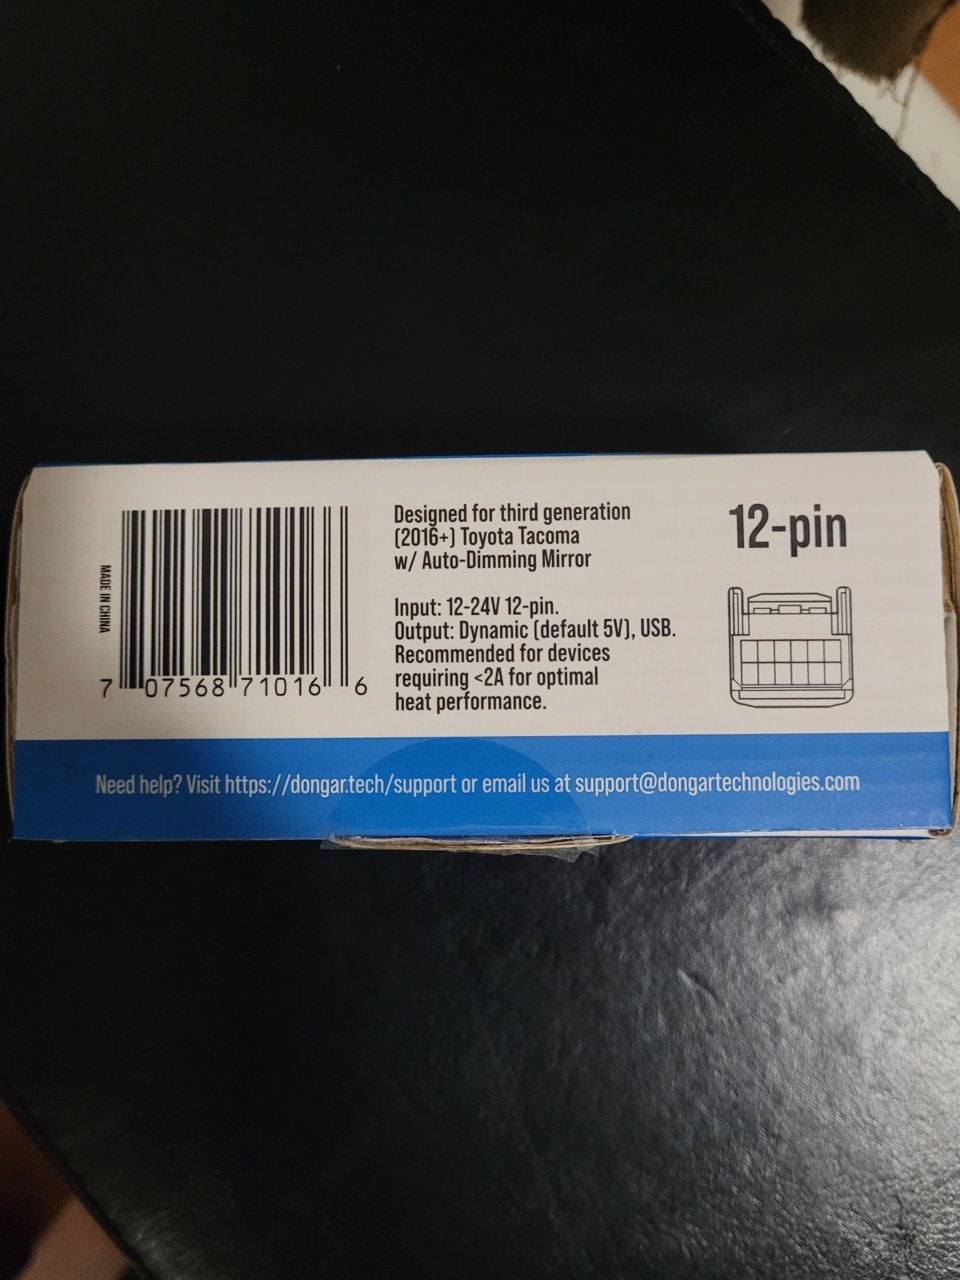 MADE IN CHINA
7 07568 71016 6
Designed for third generation
(2016+) Toyota Tacoma
w/ Auto-Dimming Mirror
Input: 12-24V 12-pin.
Output: Dynamic (default 5V), USB.
Recommended for devices
requiring <2A for optimal
heat performance.
12-pin
Need help? Visit https://dongar.tech/support or email us at support@dongartechnologies.com